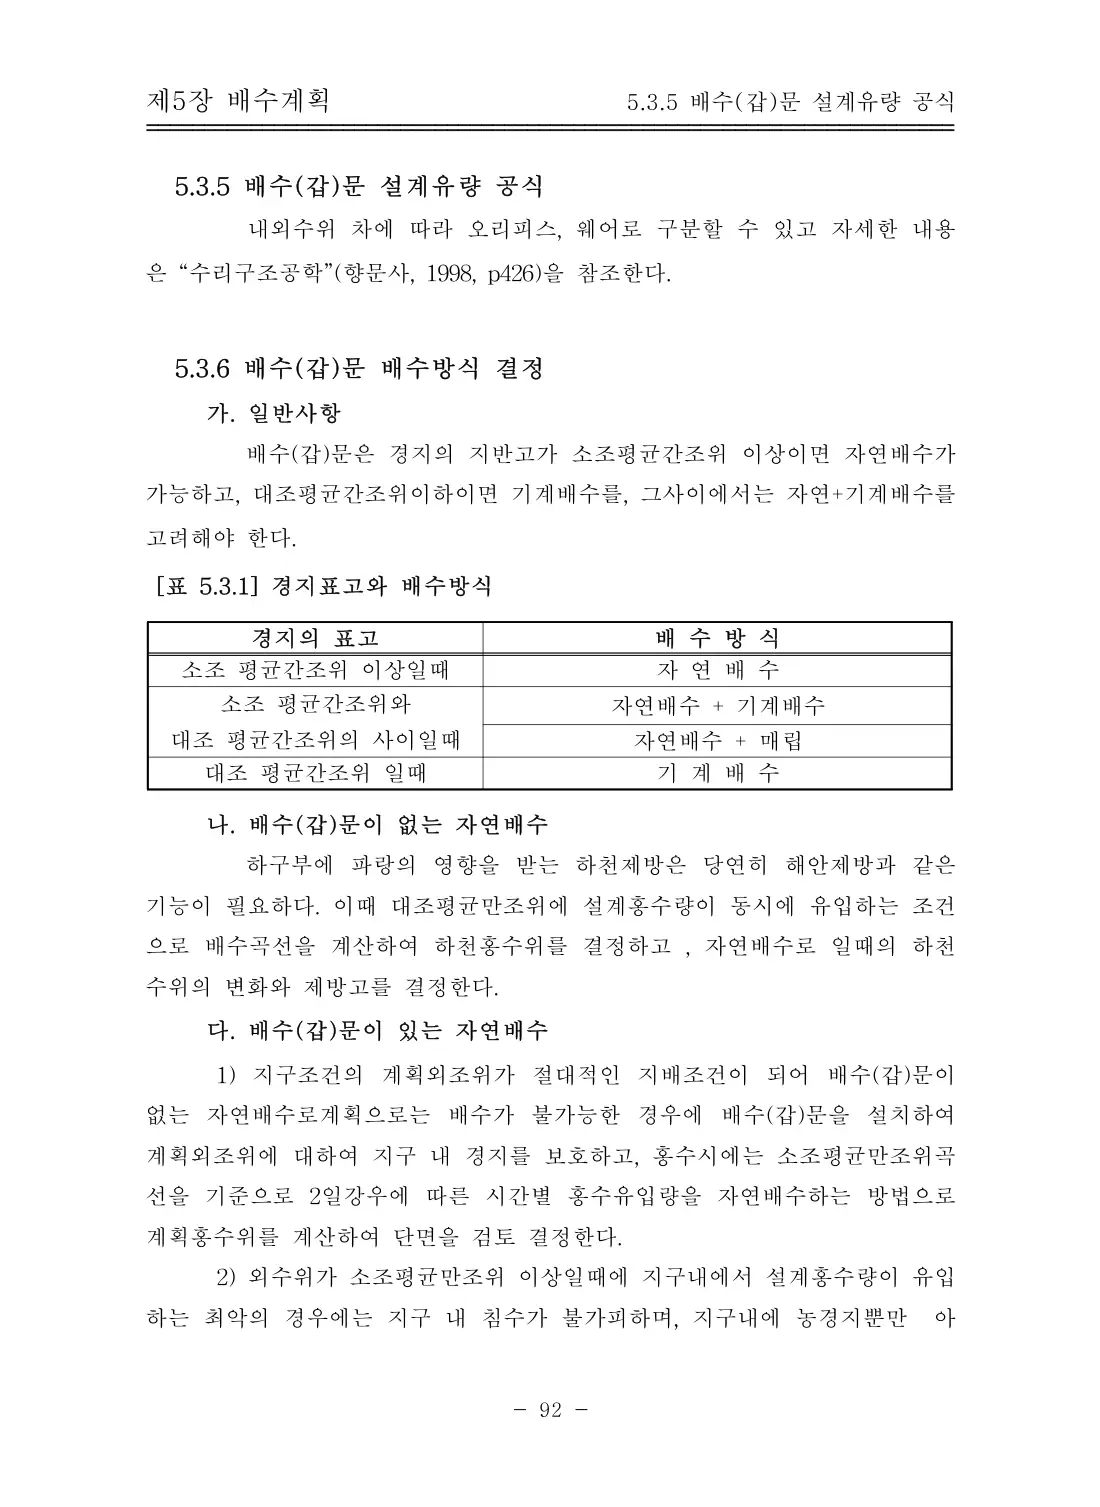 제5장 배수계획 5.3.5 배수(갑)문 설계유량 공식
5.3.5 배수(갑)문 설계유량 공식
내외수위 차에 따라 오리피스, 웨어로 구분할 수 있고 자세한 내용
은 “수리구조공학”(향문사, 1998, p426)을 참조한다.
5.3.6 배수(갑)문 배수방식 결정
가. 일반사항
배수(갑)문은 경지의 지반고가 소조평균간조위 이상이면 자연배수가
가능하고, 대조평균간조위이하이면 기계배수를, 그사이에서는 자연+기계배수를
고려해야 한다.
[표 5.3.1] 경지표고와 배수방식
경지의 표고 배 수 방 식
소조 평균간조위 이상일때 자 연 배 수
소조 평균간조위와 자연배수 + 기계배수
대조 평균간조위의 사이일때 자연배수 + 매립
대조 평균간조위 일때 기 계 배 수
나. 배수(갑)문이 없는 자연배수
하구부에 파랑의 영향을 받는 하천제방은 당연히 해안제방과 같은
기능이 필요하다. 이때 대조평균만조위에 설계홍수량이 동시에 유입하는 조건
으로 배수곡선을 계산하여 하천홍수위를 결정하고 , 자연배수로 일때의 하천
수위의 변화와 제방고를 결정한다.
다. 배수(갑)문이 있는 자연배수
1) 지구조건의 계획외조위가 절대적인 지배조건이 되어 배수(갑)문이
없는 자연배수로계획으로는 배수가 불가능한 경우에 배수(갑)문을 설치하여
계획외조위에 대하여 지구 내 경지를 보호하고, 홍수시에는 소조평균만조위곡
선을 기준으로 2일강우에 따른 시간별 홍수유입량을 자연배수하는 방법으로
계획홍수위를 계산하여 단면을 검토 결정한다.
2) 외수위가 소조평균만조위 이상일때에 지구내에서 설계홍수량이 유입
하는 최악의 경우에는 지구 내 침수가 불가피하며, 지구내에 농경지뿐만 아
- 92 -